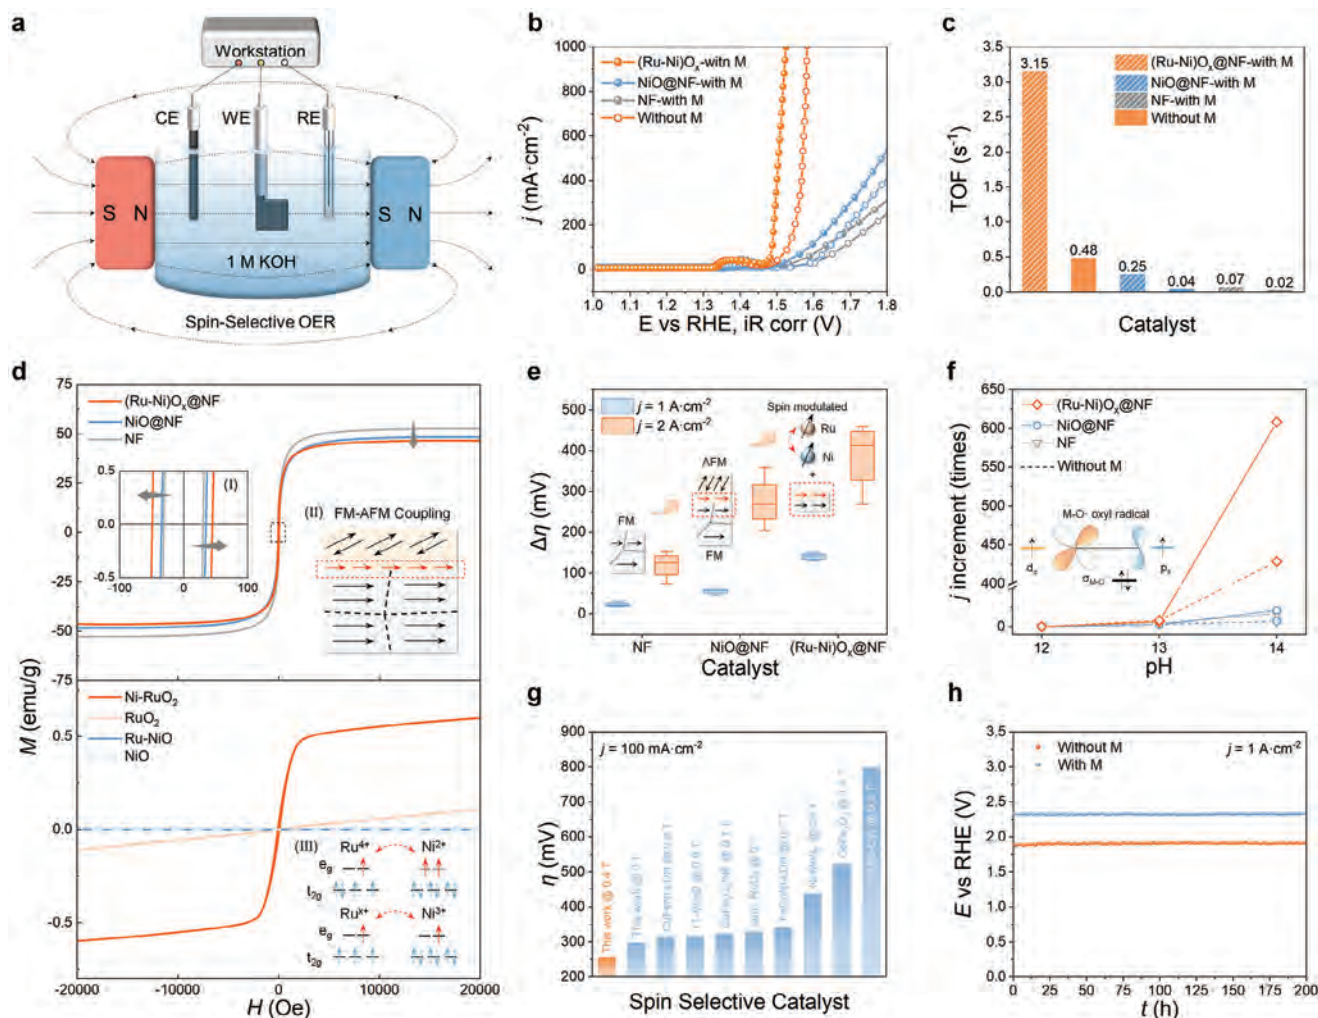 a
Workstation
CE
WE
RE
S N
S N
1 M KOH
Spin-Selective OER
b
1000
800
600
400
200
0
j (mA·cm⁻²)
(Ru-Ni)Oₓ-witn M
NiO@NF-with M
NF-with M
Without M
1.0 1.1 1.2 1.3 1.4 1.5 1.6 1.7 1.8
E vs RHE, iR corr (V)
c
3.5
3.0
2.5
2.0
1.5
1.0
0.5
0.0
TOF (s⁻¹)
3.15
0.48
0.25
0.04
0.07
0.02
(Ru-Ni)Oₓ@NF-with M
NiO@NF-with M
NF-with M
Without M
Catalyst
d
75
50
25
0
-25
-50
-75
(Ru-Ni)Oₓ@NF
NiO@NF
NF
0.5
0.0
-0.5
-100 0 100
(I)
(II) FM-AFM Coupling
M (emu/g)
Ni-RuO₂
RuO₂
Ru-NiO
NiO
0.5
0.0
-0.5
(III)
Ru⁴⁺
Ni²⁺
e_g
t₂g
Ruˣ⁺
Ni³⁺
e_g
t₂g
-20000 -10000 0 10000 20000
H (Oe)
e
500
400
300
200
100
0
Δη (mV)
j = 1 A·cm⁻²
j = 2 A·cm⁻²
Spin modulated
Ru
Ni
+
AFM
FM
FM
NF NiO@NF (Ru-Ni)Oₓ@NF
Catalyst
f
650
600
550
500
450
400
0
j increment (times)
(Ru-Ni)Oₓ@NF
NiO@NF
NF
Without M
M-O· oxyl radical
σ_M-O
12 13 14
pH
g
900
800
700
600
500
400
300
200
η (mV)
j = 100 mA·cm⁻²
This work @ 0.4 T
This work @ 0 T
Spin Selective Catalyst
h
3.5
3.0
2.5
2.0
1.5
1.0
0.5
0.0
E vs RHE (V)
Without M
With M
j = 1 A·cm⁻²
0 25 50 75 100 125 150 175 200
t (h)